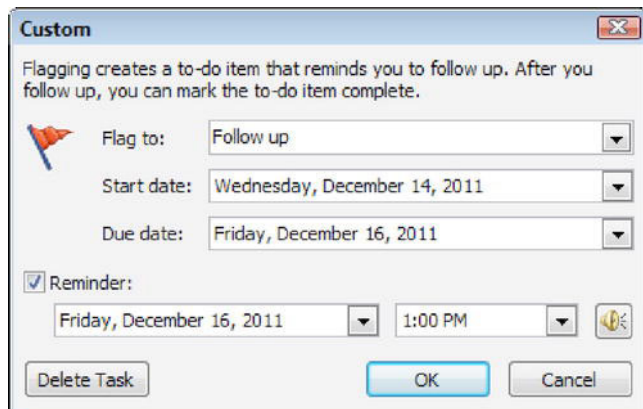 Custom
Flagging creates a to-do item that reminds you to follow up. After you
follow up, you can mark the to-do item complete.
Flag to: Follow up
Start date: Wednesday, December 14, 2011
Due date: Friday, December 16, 2011
Reminder:
Friday, December 16, 2011 1:00 PM
Delete Task OK Cancel